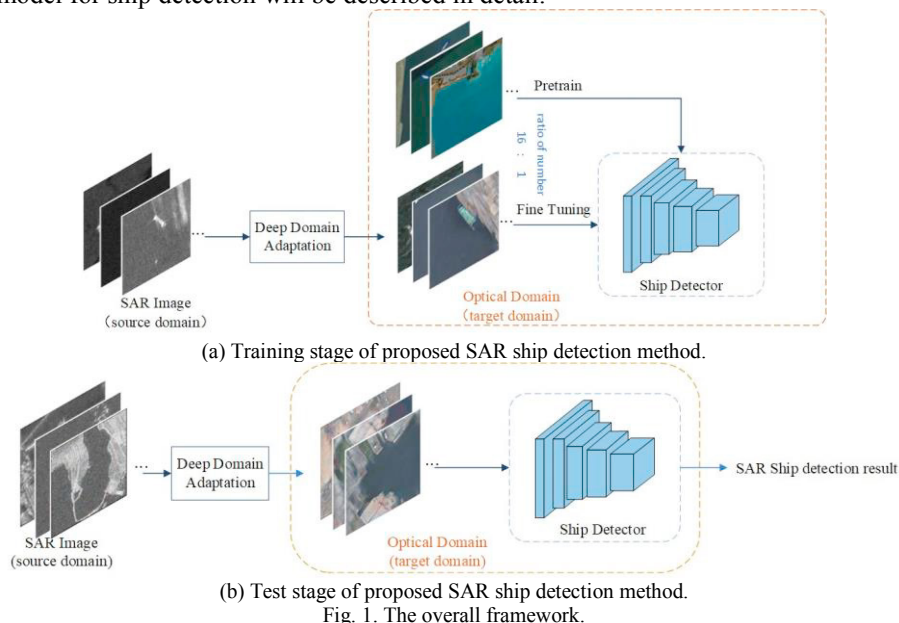 model for ship detection will be described in detail.
...
Pretrain
ratio of number
16 : 1
...
Deep Domain
Adaptation
...
Fine Tuning
Ship Detector
SAR Image
（source domain）
Optical Domain
（target domain）
(a) Training stage of proposed SAR ship detection method.
...
Deep Domain
Adaptation
...
SAR Ship detection result
Ship Detector
SAR Image
(source domain)
Optical Domain
(target domain)
(b) Test stage of proposed SAR ship detection method.
Fig. 1. The overall framework.